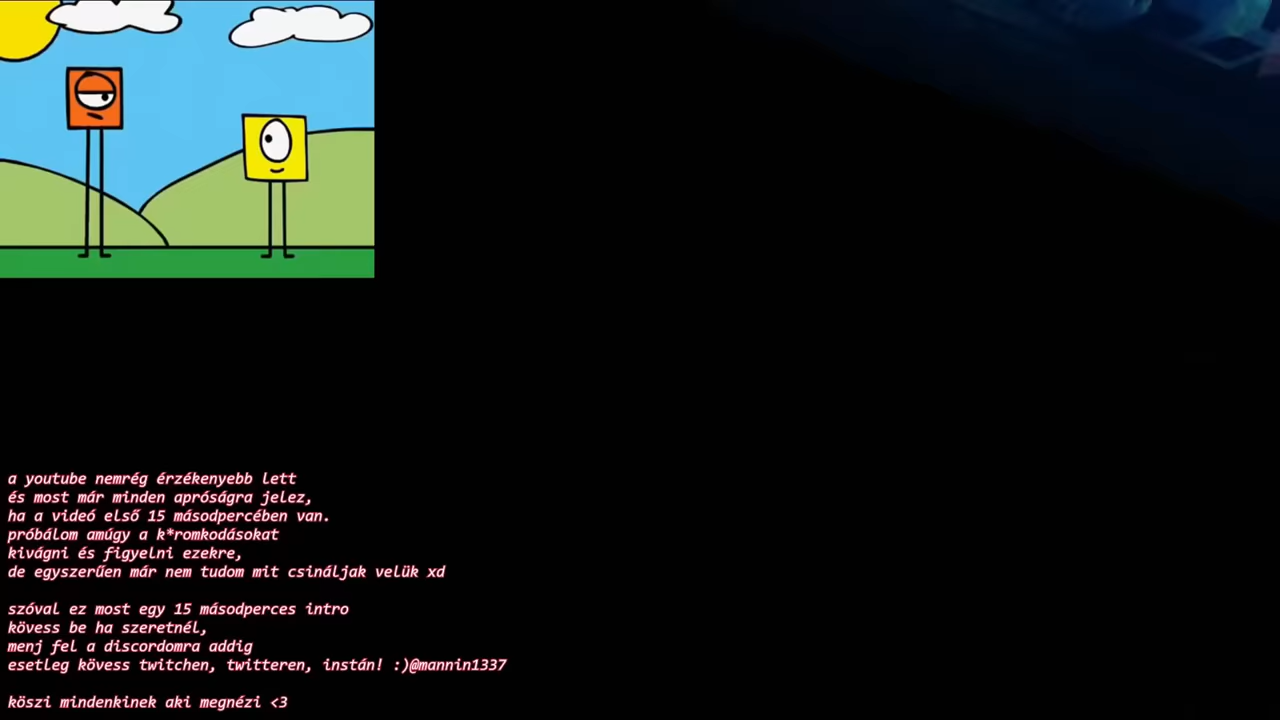 a youtube nemrég érzékenyebb lett
és most már minden apróságra jelez,
ha a videó első 15 másodpercében van.
próbálom amúgy a k*romkodásokat
kivágni és figyelni ezekre,
de egyszerűen már nem tudom mit csináljak velük xd
szóval ez most egy 15 másodperces intro
kövess be ha szeretnél,
menj fel a discordomra addig
esetleg kövess twitchen, twitteren, instán! :)@mannin1337
köszi mindenkinek aki megnézi <3